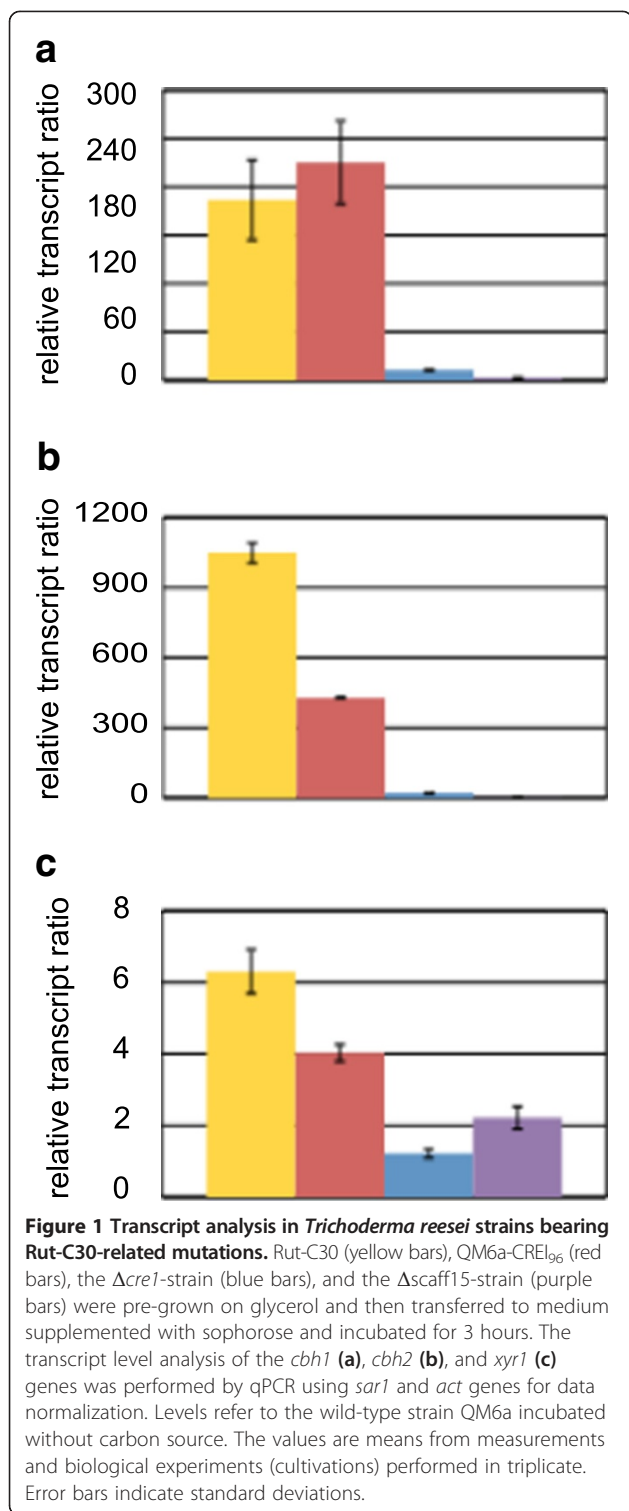 a
relative transcript ratio
300
240
180
120
60
0
b
relative transcript ratio
1200
900
600
300
0
c
relative transcript ratio
8
6
4
2
0
Figure 1 Transcript analysis in Trichoderma reesei strains bearing
Rut-C30-related mutations. Rut-C30 (yellow bars), QM6a-CREI96 (red
bars), the Δcre1-strain (blue bars), and the Δscaff15-strain (purple
bars) were pre-grown on glycerol and then transferred to medium
supplemented with sophorose and incubated for 3 hours. The
transcript level analysis of the cbh1 (a), cbh2 (b), and xyr1 (c)
genes was performed by qPCR using sar1 and act genes for data
normalization. Levels refer to the wild-type strain QM6a incubated
without carbon source. The values are means from measurements
and biological experiments (cultivations) performed in triplicate.
Error bars indicate standard deviations.